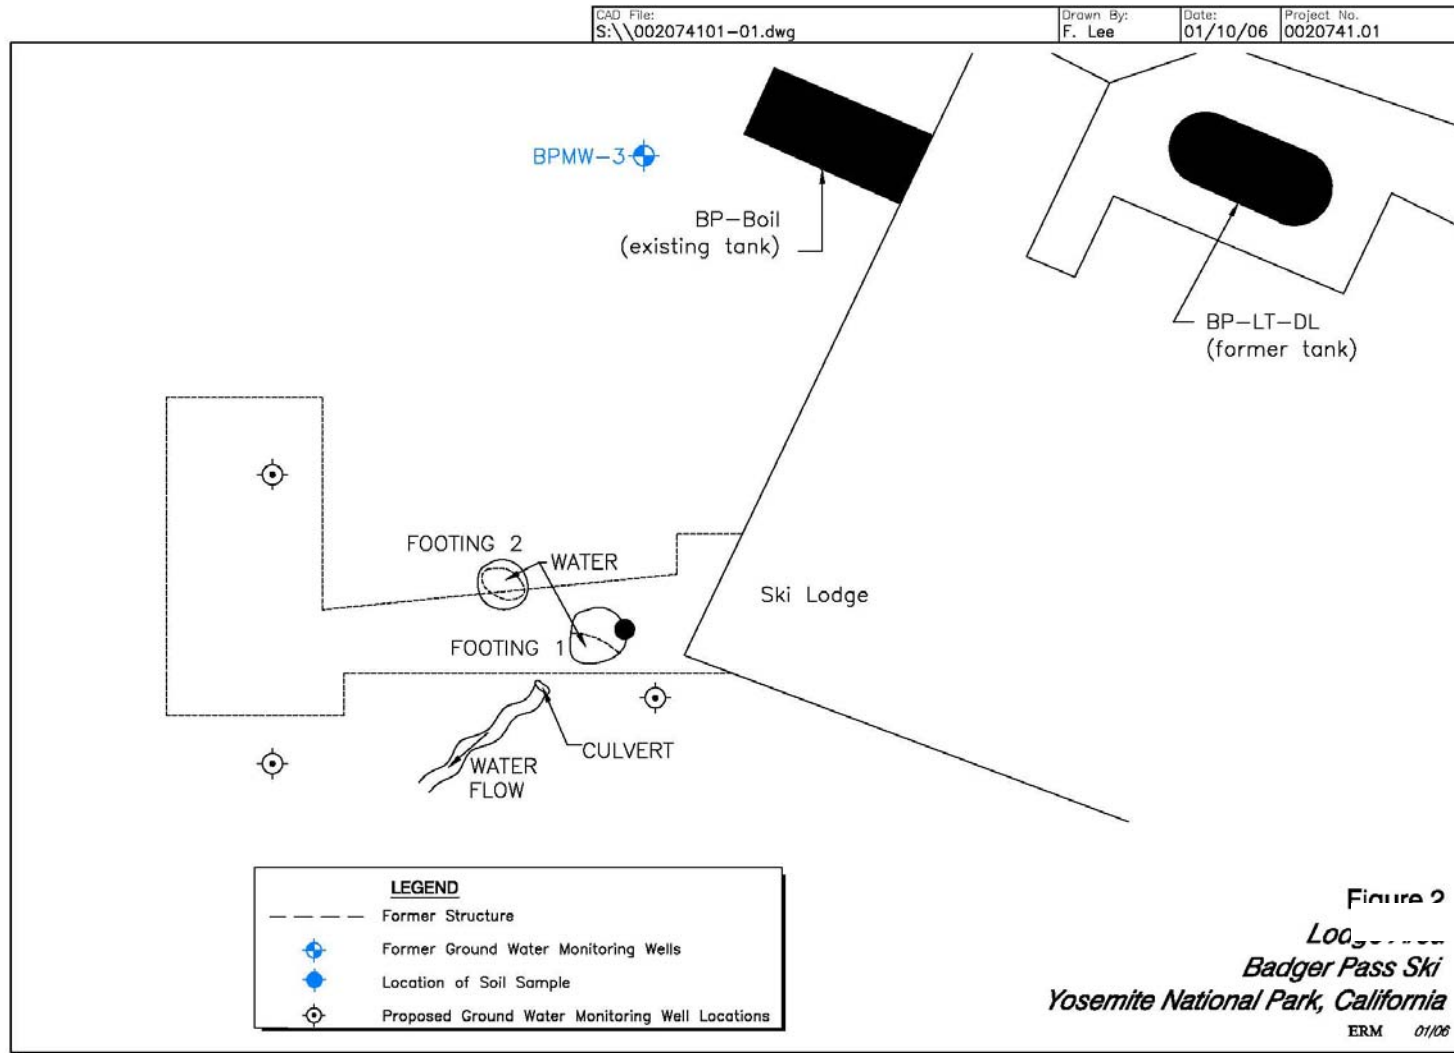 CAD File:
S:\\002074101-01.dwg
Drawn By:
F. Lee
Date:
01/10/06
Project No.
0020741.01
BPMW-3
BP-Boil
(existing tank)
BP-LT-DL
(former tank)
FOOTING 2
WATER
Ski Lodge
FOOTING 1
CULVERT
WATER
FLOW
LEGEND
Former Structure
Former Ground Water Monitoring Wells
Location of Soil Sample
Proposed Ground Water Monitoring Well Locations
Figure 2
Badger Pass Ski
Yosemite National Park, California
ERM 01/06